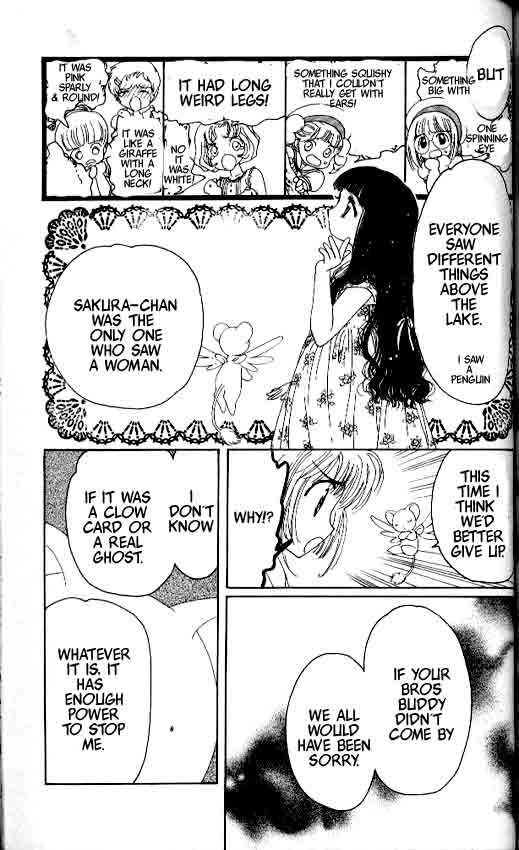 BUT
SOMETHING
BIG WITH
ONE
SPINNING
EYE
SOMETHING SQUISHY
THAT I COULDN'T
REALLY GET WITH
EARS!
IT HAD LONG
WEIRD LEGS!
NO
IT WAS
WHITE!
IT WAS
PINK
SPARLY
& ROUND!
IT WAS
LIKE A
GIRAFFE
WITH A
LONG
NECK!
EVERYONE
SAW
DIFFERENT
THINGS
ABOVE
THE
LAKE.
I SAW
A
PENGUIN
SAKURA-CHAN
WAS THE
ONLY ONE
WHO SAW
A WOMAN.
THIS
TIME I
THINK
WE'D
BETTER
GIVE UP.
WHY!?
IF YOUR
BROS
BUDDY
DIDN'T
COME BY
WE ALL
WOULD
HAVE BEEN
SORRY.
I
DON'T
KNOW
IF IT WAS
A CLOW
CARD OR
A REAL
GHOST.
WHATEVER
IT IS. IT
HAS
ENOUGH
POWER
TO STOP
ME.